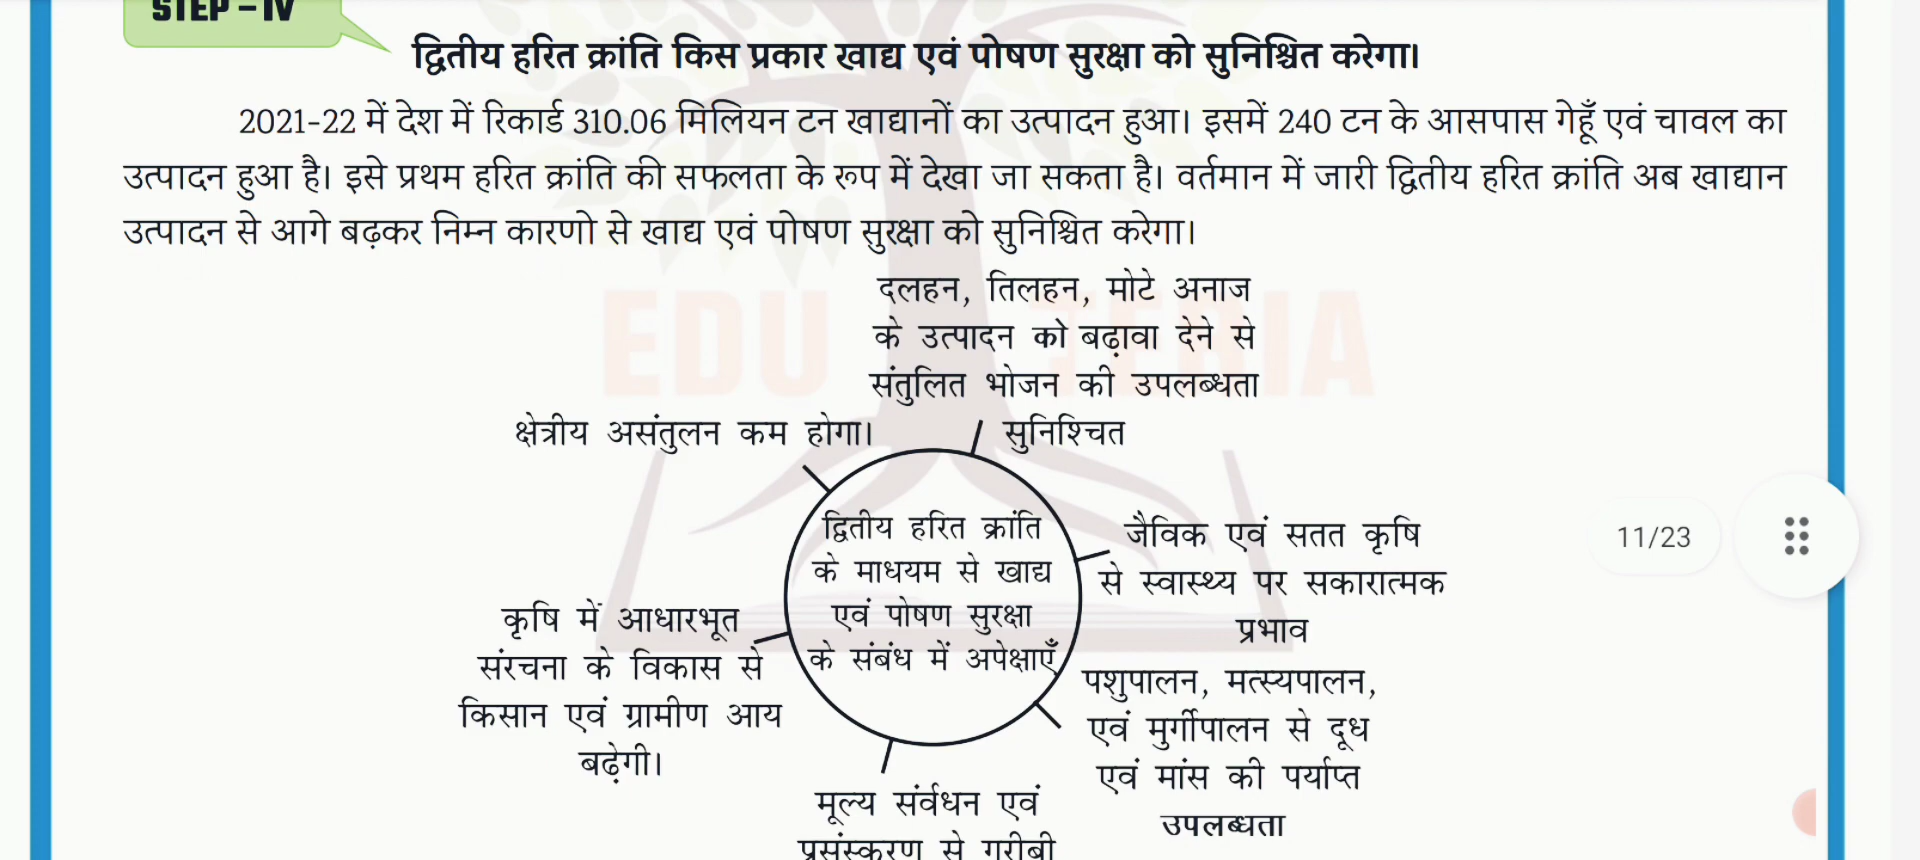 STEP – IV
द्वितीय हरित क्रांति किस प्रकार खाद्य एवं पोषण सुरक्षा को सुनिश्चित करेगा।
2021-22 में देश में रिकार्ड 310.06 मिलियन टन खाद्यानों का उत्पादन हुआ। इसमें 240 टन के आसपास गेहूँ एवं चावल का
उत्पादन हुआ है। इसे प्रथम हरित क्रांति की सफलता के रूप में देखा जा सकता है। वर्तमान में जारी द्वितीय हरित क्रांति अब खाद्यान
उत्पादन से आगे बढ़कर निम्न कारणो से खाद्य एवं पोषण सुरक्षा को सुनिश्चित करेगा।
दलहन, तिलहन, मोटे अनाज
के उत्पादन को बढ़ावा देने से
संतुलित भोजन की उपलब्धता
सुनिश्चित
क्षेत्रीय असंतुलन कम होगा।
द्वितीय हरित क्रांति
के माधयम से खाद्य
एवं पोषण सुरक्षा
के संबंध में अपेक्षाएँ
जैविक एवं सतत कृषि
से स्वास्थ्य पर सकारात्मक
प्रभाव
11/23
कृषि में आधारभूत
संरचना के विकास से
किसान एवं ग्रामीण आय
बढ़ेगी।
पशुपालन, मत्स्यपालन,
एवं मुर्गीपालन से दूध
एवं मांस की पर्याप्त
उपलब्धता
मूल्य संर्वधन एवं
प्रसंस्करण से गरीबी